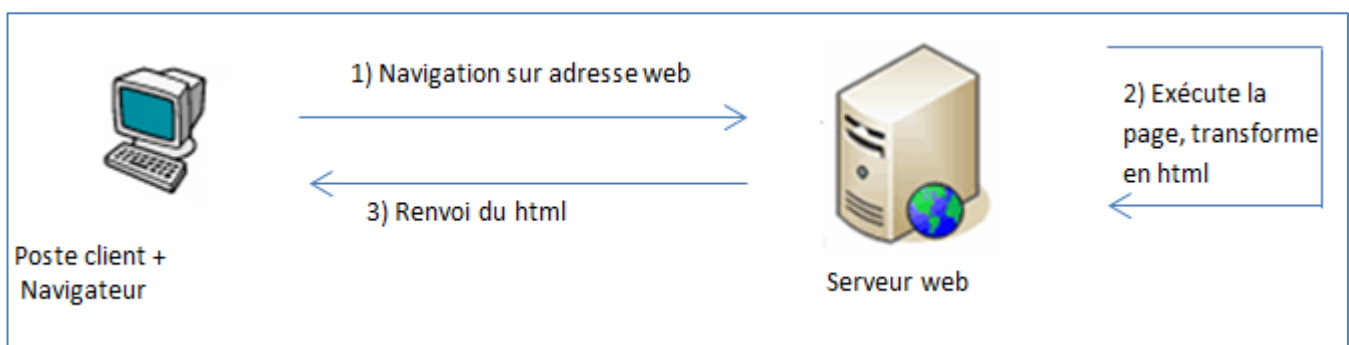 1) Navigation sur adresse web
2) Exécute la
page, transforme
en html
3) Renvoi du html
Poste client +
Navigateur
Serveur web